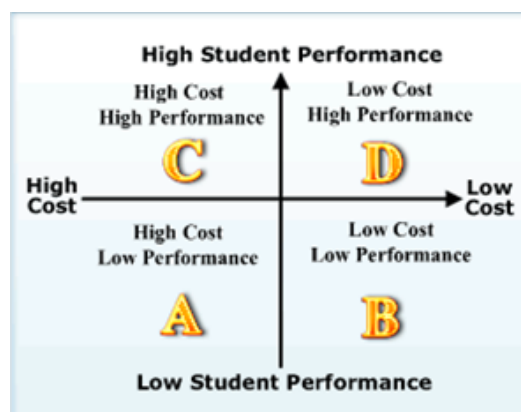 High Student Performance
High Cost
High Performance
C
Low Cost
High Performance
D
High
Cost
Low
Cost
High Cost
Low Performance
A
Low Cost
Low Performance
B
Low Student Performance